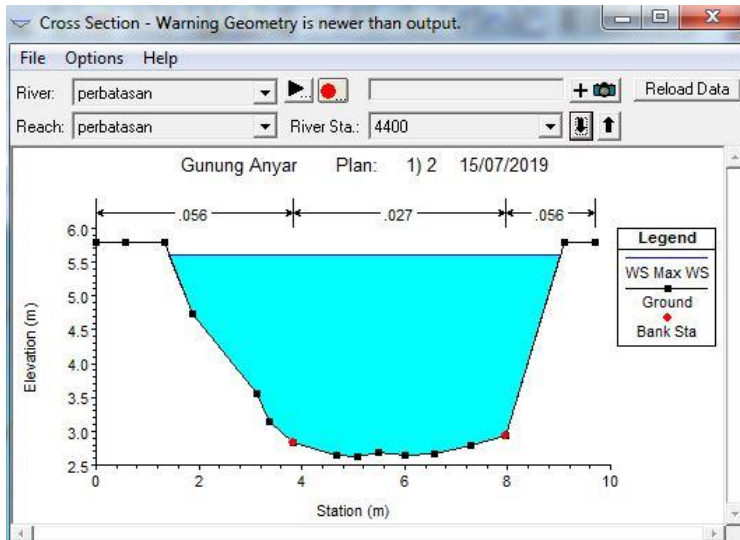 Cross Section - Warning Geometry is newer than output.
File Options Help
River: perbatasan Reload Data
Reach: perbatasan River Sta.: 4400
Gunung Anyar Plan: 1) 2 15/07/2019
.056 .027 .056
6.0
5.5
5.0
4.5
4.0
3.5
3.0
2.5
Elevation (m)
0 2 4 6 8 10
Station (m)
Legend
WS Max WS
Ground
Bank Sta